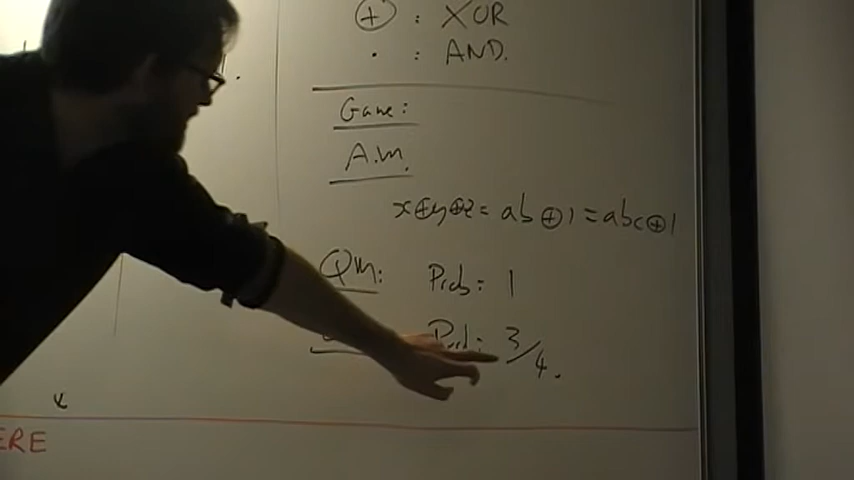 ⊕ : XOR
· : AND.
Game:
A.M.
x⊕y⊕z = ab⊕1 = abc⊕1
QM: Prob: 1
Prob: 3/4.
x
ERE